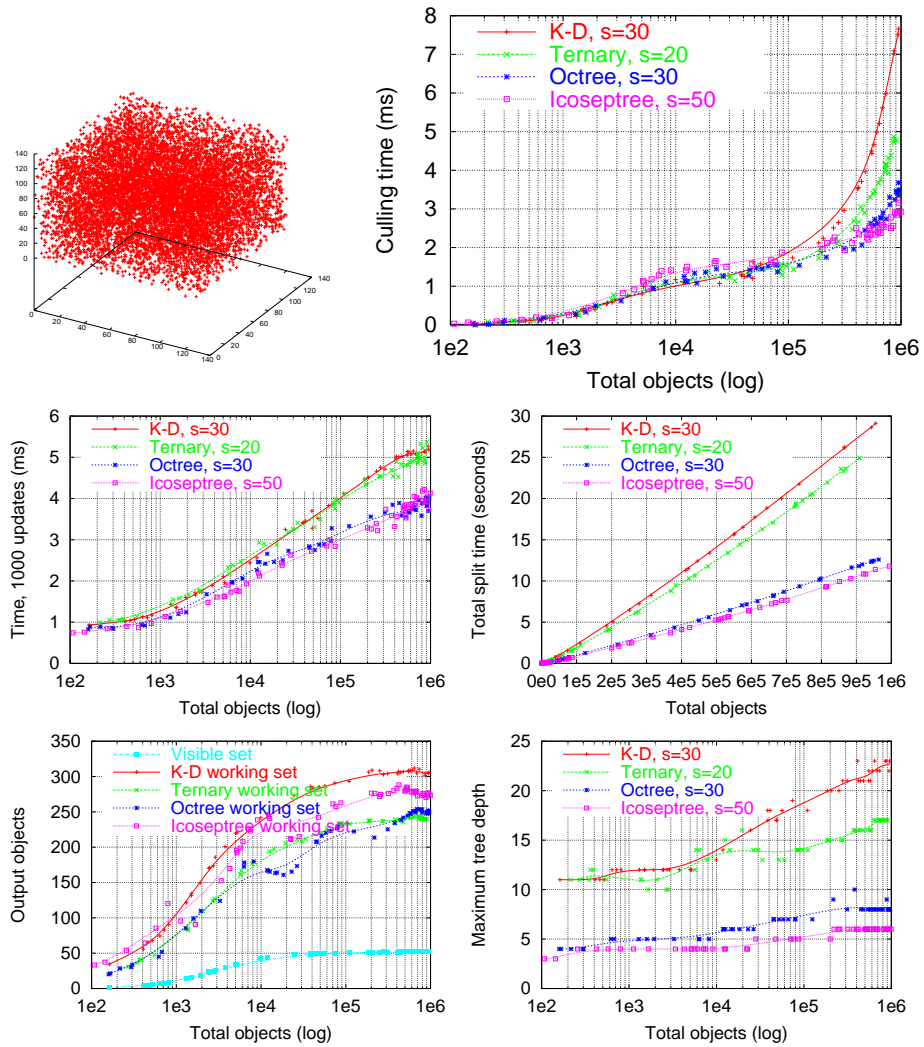 140
120
100
80
60
40
20
0
0
20
40
60
80
100
120
140
0
20
40
60
80
100
120
140
8
7
6
5
4
3
2
1
0
Culling time (ms)
K-D, s=30
Ternary, s=20
Octree, s=30
Icoseptree, s=50
1e2 1e3 1e4 1e5 1e6
Total objects (log)
6
5
4
3
2
1
0
Time, 1000 updates (ms)
K-D, s=30
Ternary, s=20
Octree, s=30
Icoseptree, s=50
1e2 1e3 1e4 1e5 1e6
Total objects (log)
30
25
20
15
10
5
0
Total split time (seconds)
K-D, s=30
Ternary, s=20
Octree, s=30
Icoseptree, s=50
0e0 1e5 2e5 3e5 4e5 5e5 6e5 7e5 8e5 9e5 1e6
Total objects
350
300
250
200
150
100
50
0
Output objects
Visible set
K-D working set
Ternary working set
Octree working set
Icoseptree working set
1e2 1e3 1e4 1e5 1e6
Total objects (log)
25
20
15
10
5
0
Maximum tree depth
K-D, s=30
Ternary, s=20
Octree, s=30
Icoseptree, s=50
1e2 1e3 1e4 1e5 1e6
Total objects (log)